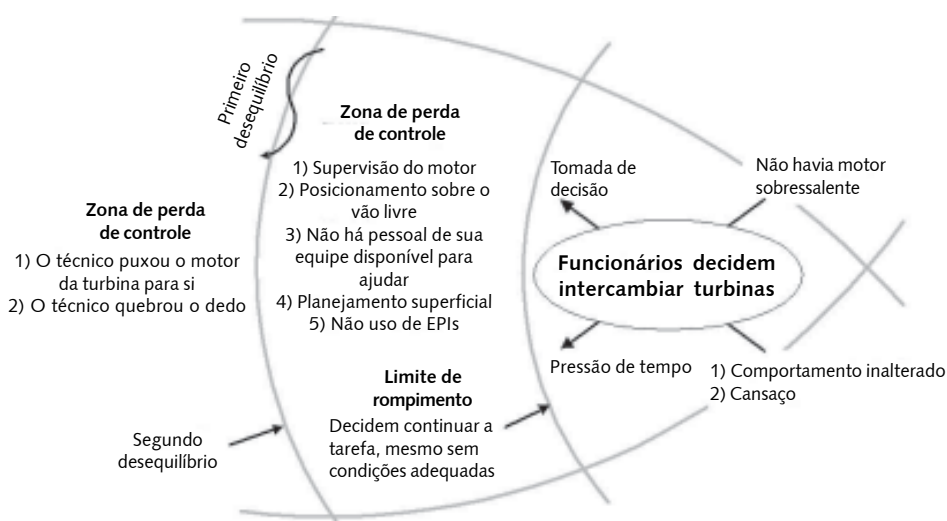 Primeiro
desequilíbrio
Zona de perda
de controle
1) O técnico puxou o motor
da turbina para si
2) O técnico quebrou o dedo
Segundo
desequilíbrio
Zona de perda
de controle
1) Supervisão do motor
2) Posicionamento sobre o
vão livre
3) Não há pessoal de sua
equipe disponível para
ajudar
4) Planejamento superficial
5) Não uso de EPIs
Limite de
rompimento
Decidem continuar a
tarefa, mesmo sem
condições adequadas
Tomada de
decisão
Não havia motor
sobressalente
Funcionários decidem
intercambiar turbinas
Pressão de tempo
1) Comportamento inalterado
2) Cansaço